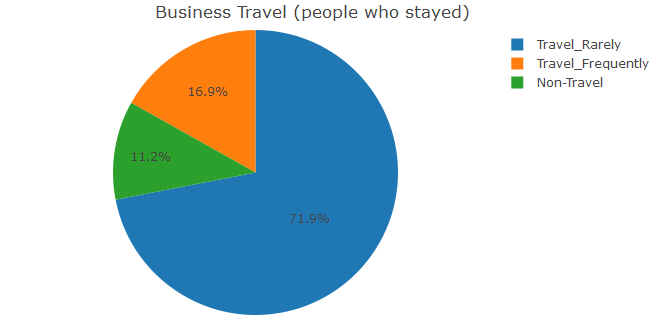 Business Travel (people who stayed)
Travel_Rarely
Travel_Frequently
Non-Travel
16.9%
11.2%
71.9%